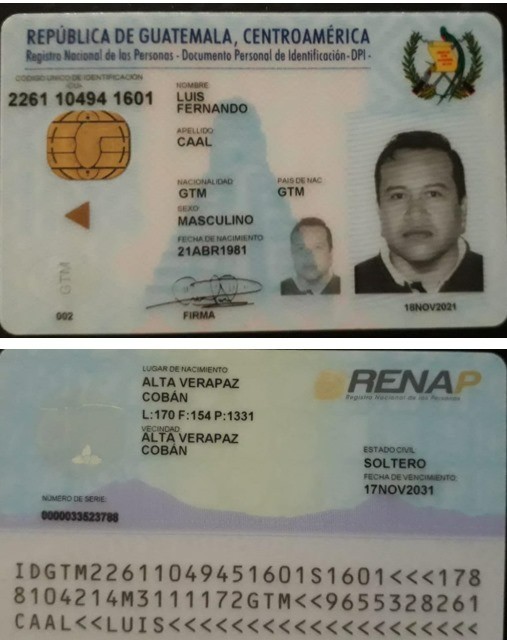 REPÚBLICA DE GUATEMALA, CENTROAMÉRICA
Registro Nacional de las Personas - Documento Personal de Identificación - DPI -
CÓDIGO ÚNICO DE IDENTIFICACIÓN
CUI
2261 10494 1601
NOMBRE
LUIS
FERNANDO
APELLIDO
CAAL
NACIONALIDAD
GTM
PAIS DE NAC.
GTM
SEXO
MASCULINO
FECHA DE NACIMIENTO
21ABR1981
GTM
002
FIRMA
18NOV2021
LUGAR DE NACIMIENTO
ALTA VERAPAZ
COBÁN
L:170 F:154 P:1331
VECINDAD
ALTA VERAPAZ
COBÁN
RENAP
Registro Nacional de las Personas
ESTADO CIVIL
SOLTERO
FECHA DE VENCIMIENTO:
17NOV2031
NÚMERO DE SERIE:
0000033523788
IDGTM22611049451601S1601<<<178
8104214M3111172GTM<<9655328261
CAAL<<LUIS<<<<<<<<<<<<<<<<<<<<